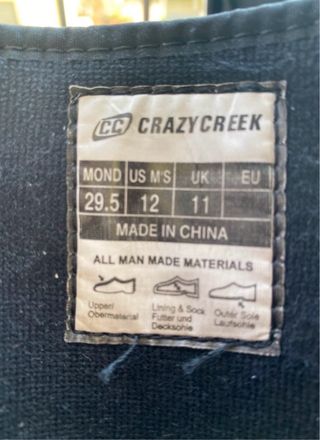 CC CRAZYCREEK
MOND US M'S UK EU
29.5 12 11
MADE IN CHINA
ALL MAN MADE MATERIALS
Upper/ Lining & Sock Outer Sole
Obermaterial Futter und Laufsohle
Decksohle